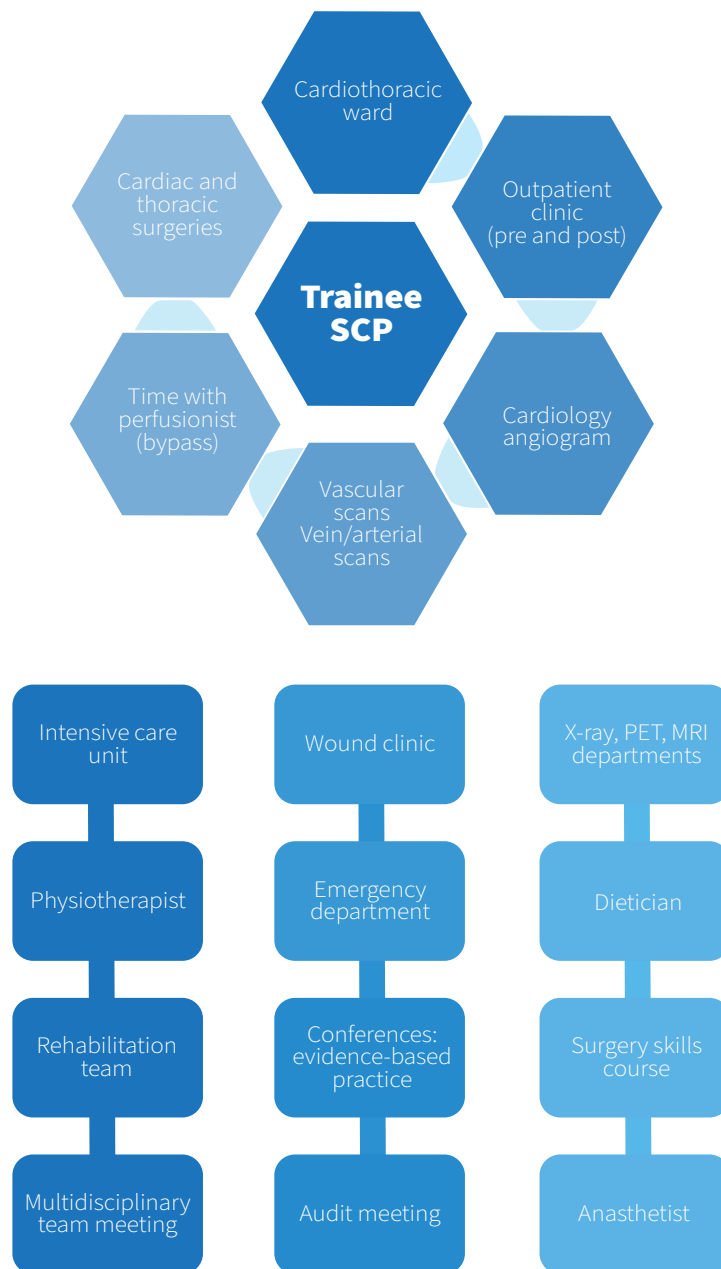 Cardiothoracic
ward
Cardiac and
thoracic
surgeries
Outpatient
clinic
(pre and post)
Trainee
SCP
Time with
perfusionist
(bypass)
Cardiology
angiogram
Vascular
scans
Vein/arterial
scans
Intensive care
unit
Wound clinic
X-ray, PET, MRI
departments
Physiotherapist
Emergency
department
Dietician
Rehabilitation
team
Conferences:
evidence-based
practice
Surgery skills
course
Multidisciplinary
team meeting
Audit meeting
Anasthetist